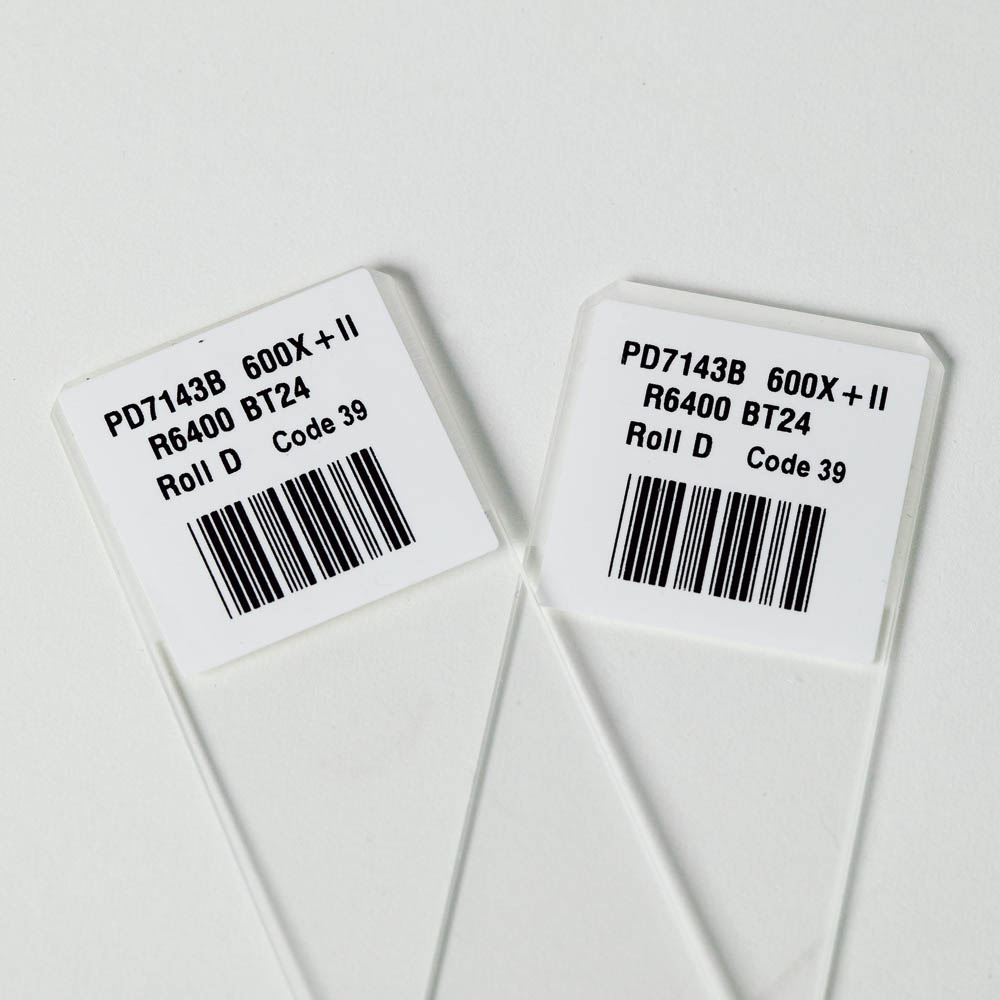 PD7143B 600X+II
R6400 BT24
Roll D Code 39
PD7143B 600X+II
R6400 BT24
Roll D Code 39